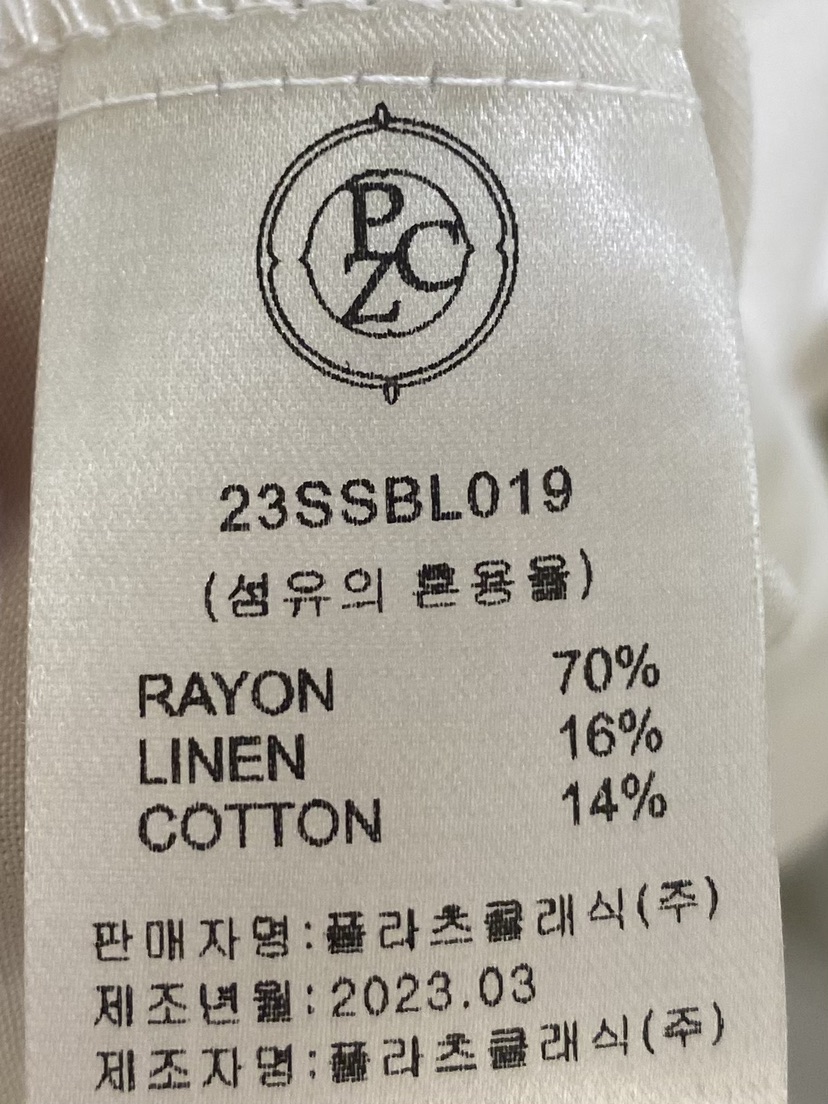 P
C
Z
23SSBL019
(섬유의 혼용율)
RAYON 70%
LINEN 16%
COTTON 14%
판매자명:플라츠클래식(주)
제조년월:2023.03
제조자명:플라츠클래식(주)